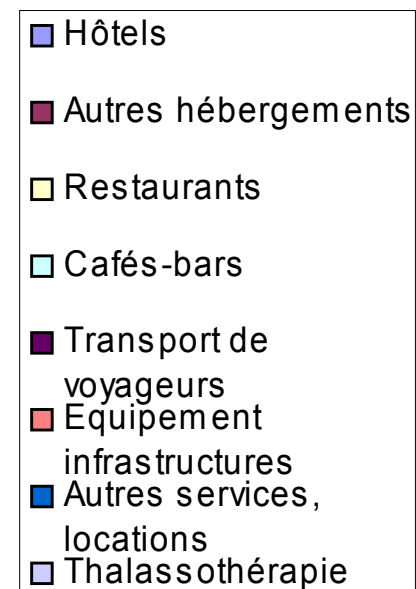 Hôtels
Autres hébergements
Restaurants
Cafés-bars
Transport de
voyageurs
Equipement
infrastructures
Autres services,
locations
Thalassothérapie